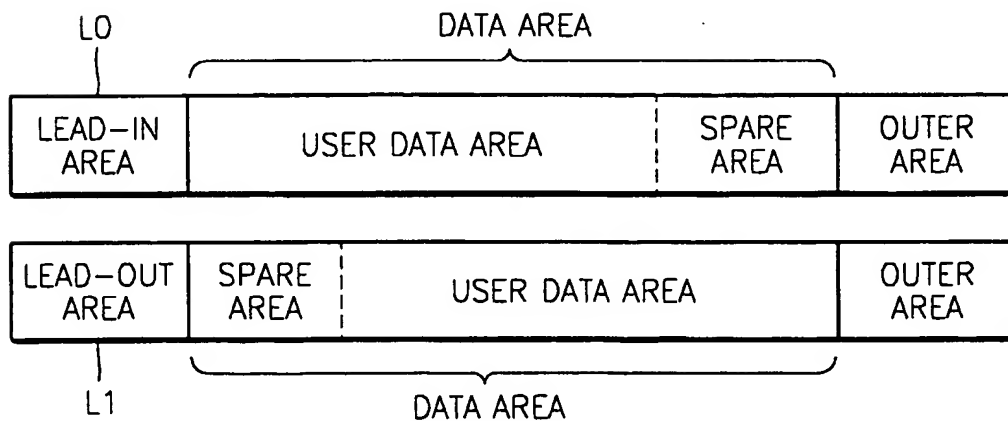 L0
DATA AREA
LEAD-IN
AREA
USER DATA AREA
SPARE
AREA
OUTER
AREA
LEAD-OUT
AREA
SPARE
AREA
USER DATA AREA
OUTER
AREA
L1
DATA AREA